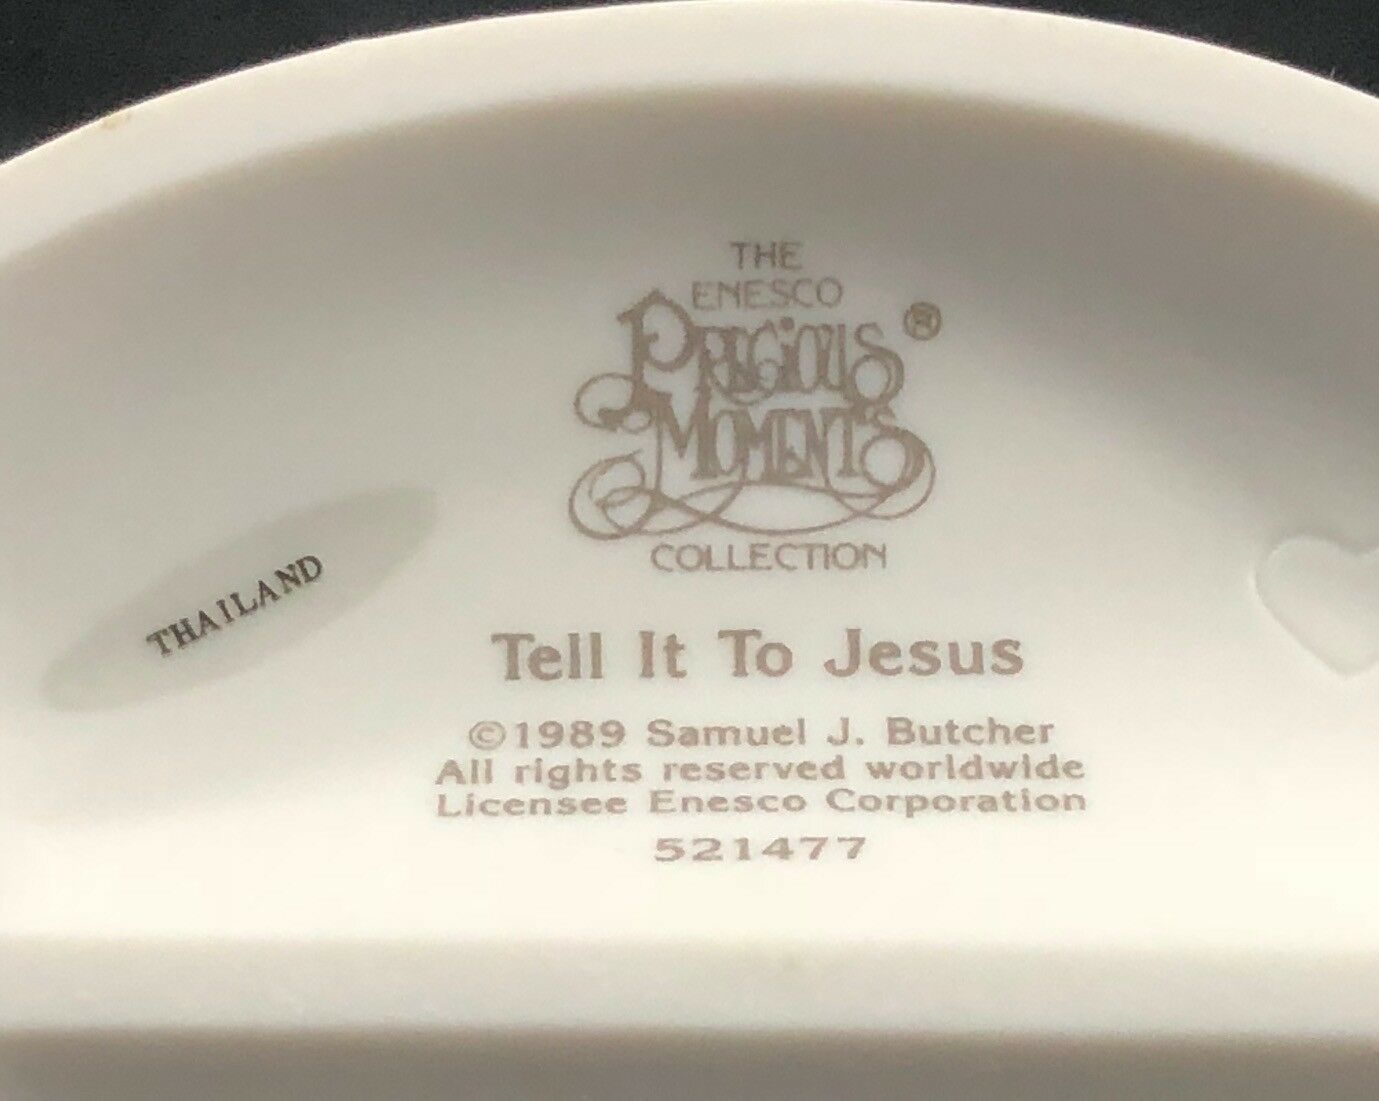 THE
ENESCO
PRECIOUS
MOMENTS®
COLLECTION
THAILAND
Tell It To Jesus
©1989 Samuel J. Butcher
All rights reserved worldwide
Licensee Enesco Corporation
521477